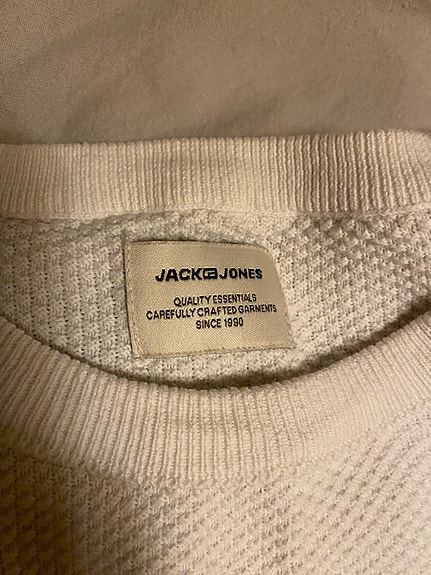 JACK&JONES
QUALITY ESSENTIALS
CAREFULLY CRAFTED GARMENTS
SINCE 1990